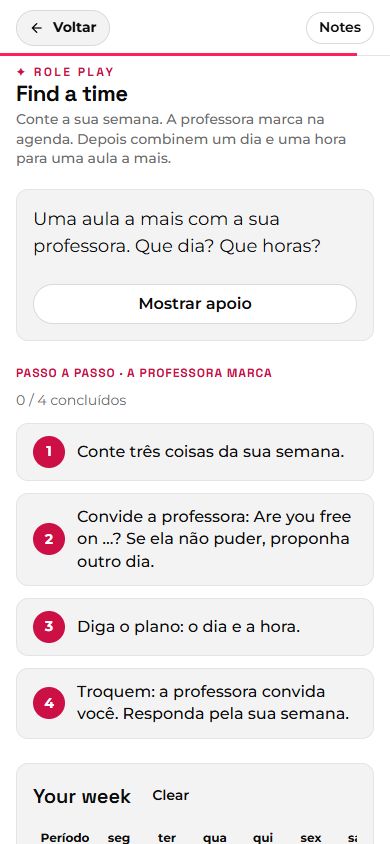 ← Voltar
Notes
✦ ROLE PLAY
Find a time
Conte a sua semana. A professora marca na
agenda. Depois combinem um dia e uma hora
para uma aula a mais.
Uma aula a mais com a sua
professora. Que dia? Que horas?
Mostrar apoio
PASSO A PASSO · A PROFESSORA MARCA
0 / 4 concluídos
1 Conte três coisas da sua semana.
2 Convide a professora: Are you free
on ...? Se ela não puder, proponha
outro dia.
3 Diga o plano: o dia e a hora.
4 Troquem: a professora convida
você. Responda pela sua semana.
Your week Clear
Período seg ter qua qui sex